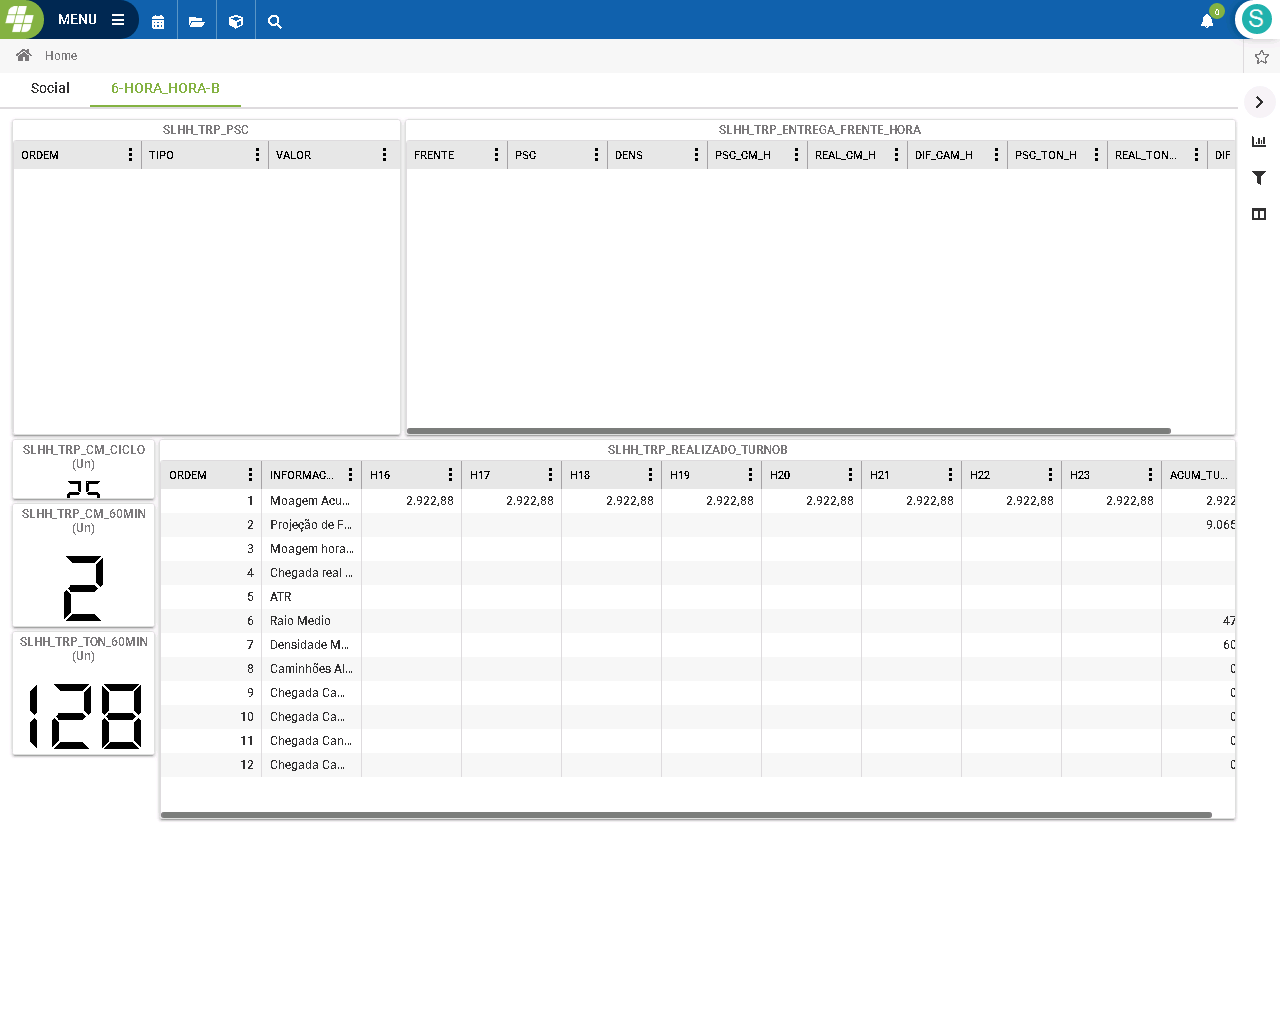 MENU
0
S
Home
Social 6-HORA_HORA-B
SLHH_TRP_PSC
ORDEM TIPO VALOR
SLHH_TRP_ENTREGA_FRENTE_HORA
FRENTE PSC DENS PSC_CM_H REAL_CM_H DIF_CAM_H PSC_TON_H REAL_TON... DIF
SLHH_TRP_CM_CICLO
(Un)
25
SLHH_TRP_CM_60MIN
(Un)
2
SLHH_TRP_TON_60MIN
(Un)
128
SLHH_TRP_REALIZADO_TURNOB
ORDEM INFORMAC... H16 H17 H18 H19 H20 H21 H22 H23 ACUM_TU...
1 Moagem Acu... 2.922,88 2.922,88 2.922,88 2.922,88 2.922,88 2.922,88 2.922,88 2.922,88 2.922
2 Projeção de F... 9.065
3 Moagem hora...
4 Chegada real ...
5 ATR
6 Raio Medio 47
7 Densidade M... 60
8 Caminhões Al... 0
9 Chegada Ca... 0
10 Chegada Ca... 0
11 Chegada Can... 0
12 Chegada Ca... 0